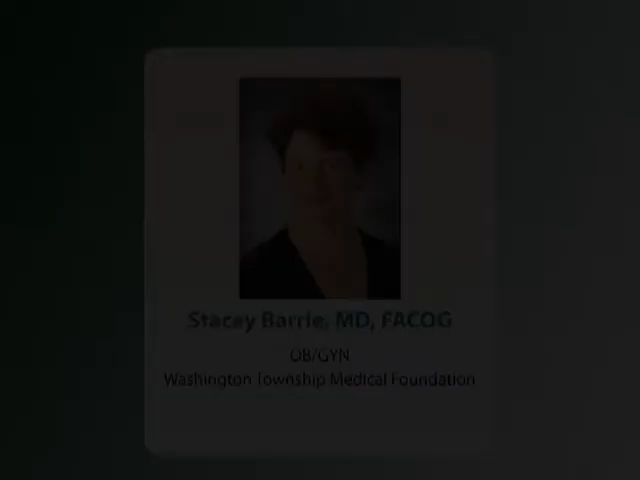 Stacey Barrie, MD, FACOG
OB/GYN
Washington Township Medical Foundation